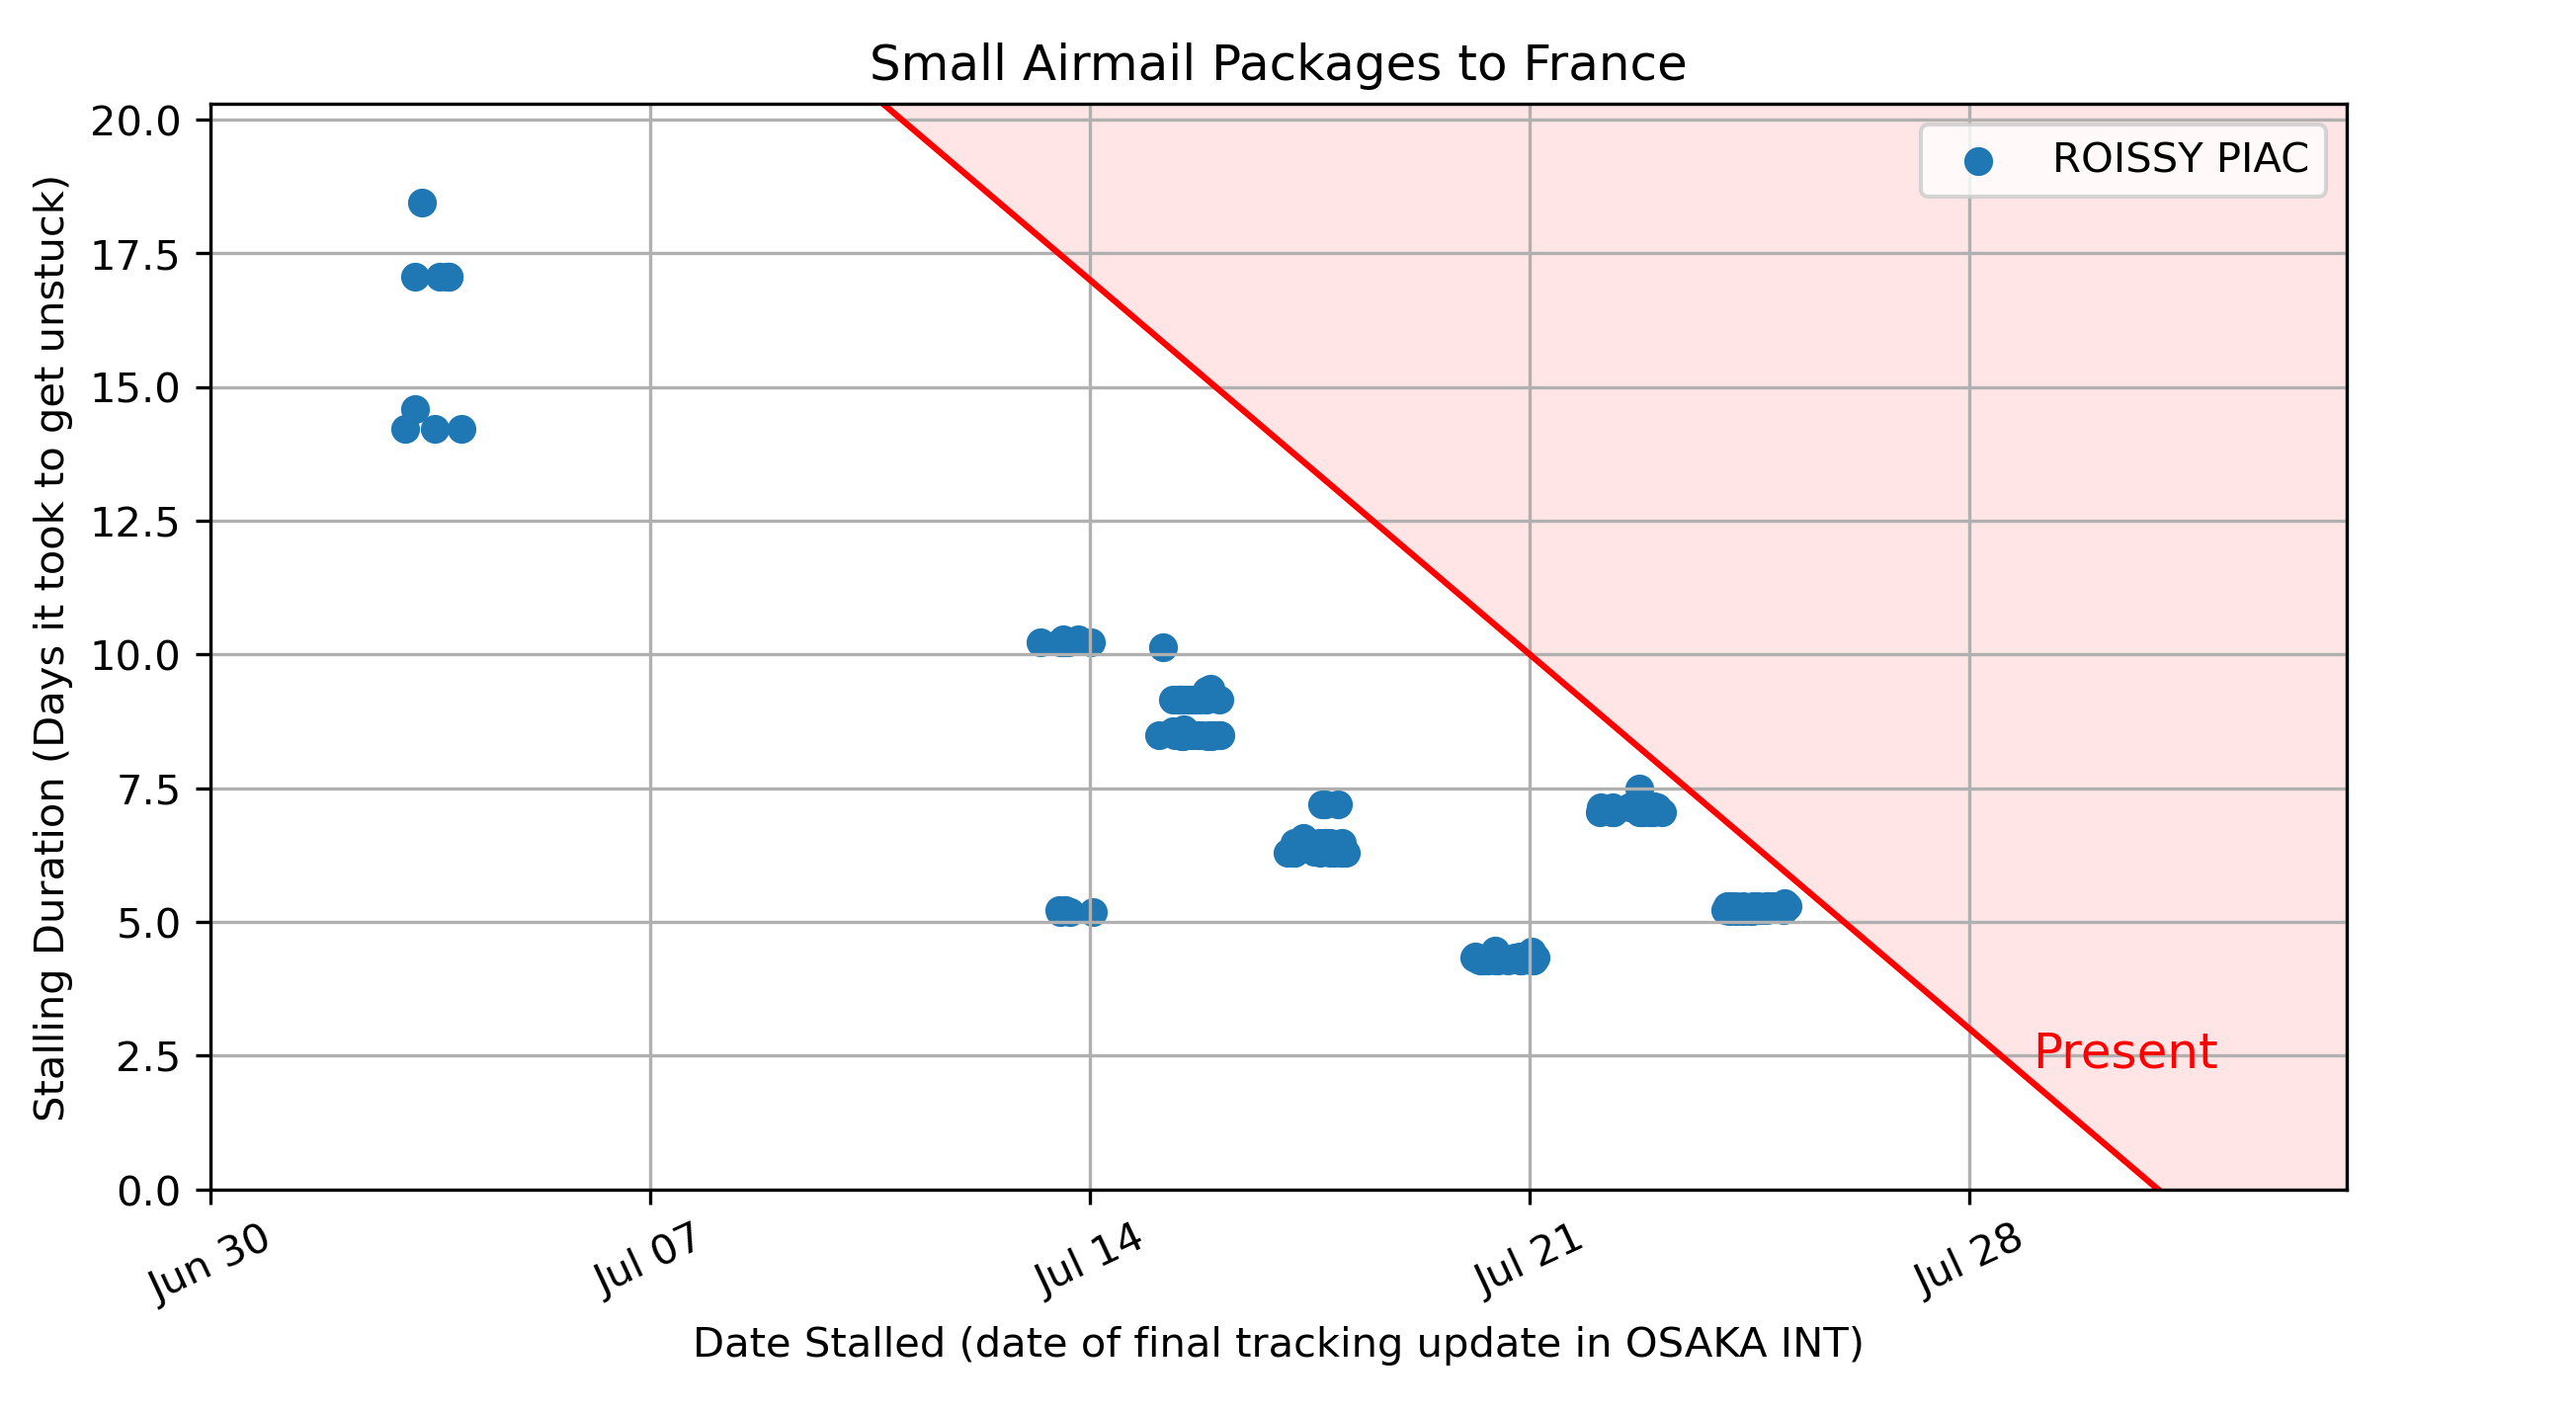 Small Airmail Packages to France
ROISSY PIAC
Stalling Duration (Days it took to get unstuck)
20.0
17.5
15.0
12.5
10.0
7.5
5.0
2.5
0.0
Present
Jun 30
Jul 07
Jul 14
Jul 21
Jul 28
Date Stalled (date of final tracking update in OSAKA INT)